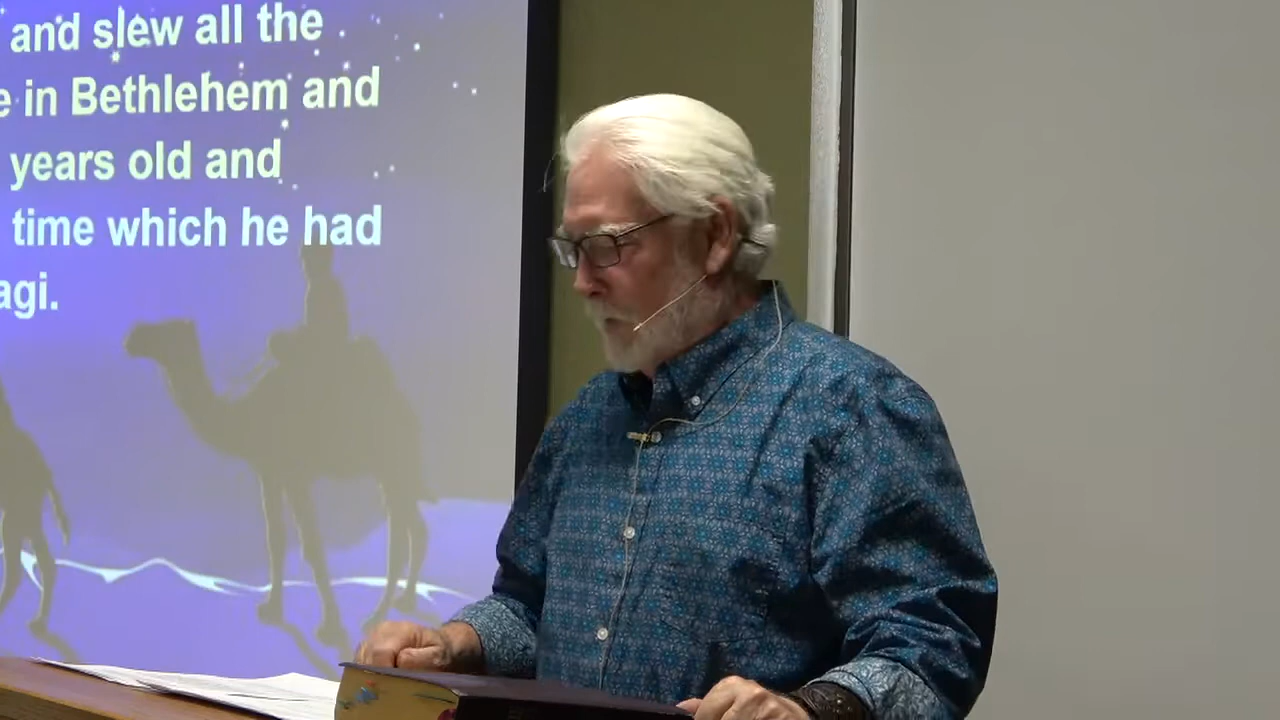 and slew all the
in Bethlehem and
years old and
time which he had
agi.